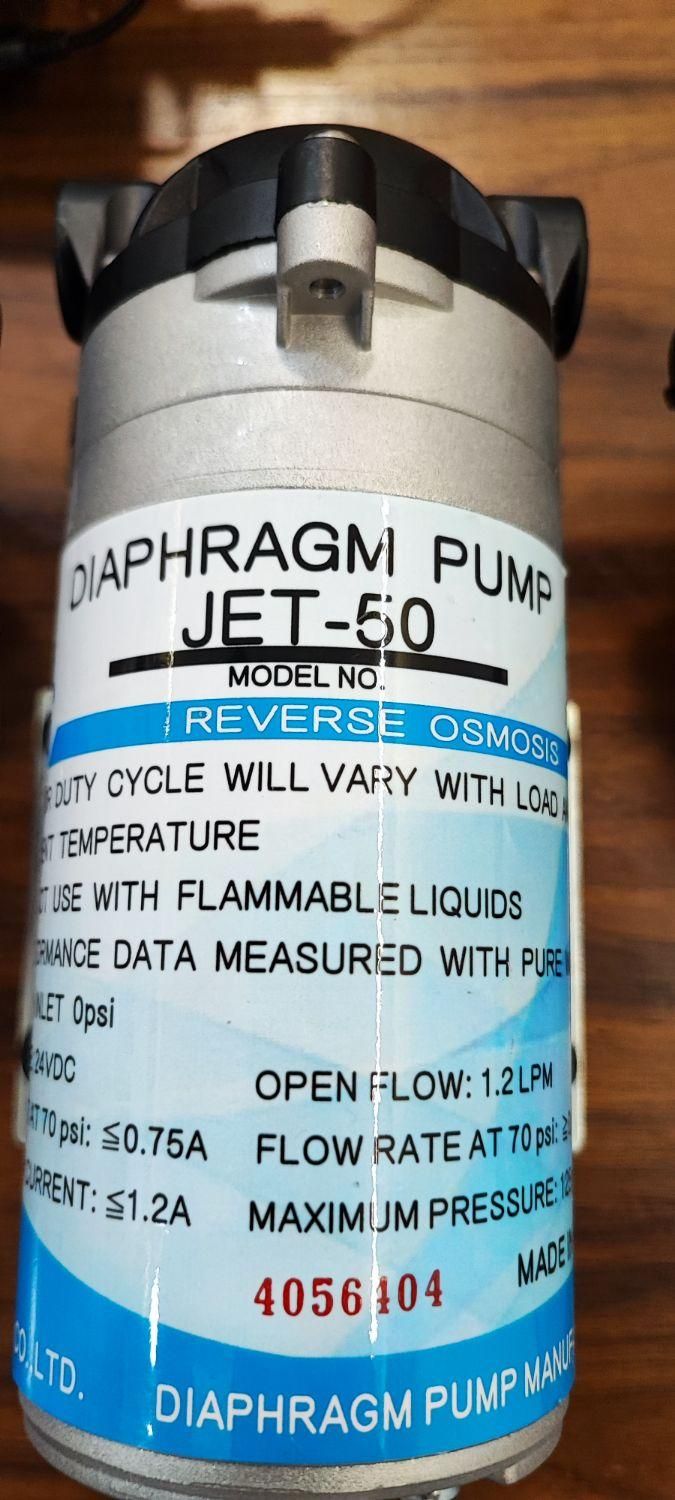 DIAPHRAGM PUMP
JET-50
MODEL NO.
REVERSE OSMOSIS
DUTY CYCLE WILL VARY WITH LOAD
TEMPERATURE
USE WITH FLAMMABLE LIQUIDS
DATA MEASURED WITH PURE
INLET 0psi
24VDC
OPEN FLOW: 1.2 LPM
AT 70 psi: ≦0.75A
FLOW RATE AT 70 psi: ≧
CURRENT: ≦1.2A
MAXIMUM PRESSURE:
MADE IN
4056404
CO.,LTD.
DIAPHRAGM PUMP